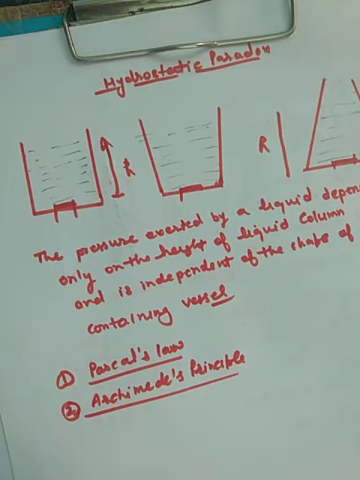 Hydrostatic Paradox
R
R
The pressure exerted by a liquid depen
only on the height of liquid column
and is independent of the shape of
containing vessel
① Pascal's law
② Archimede's Principle